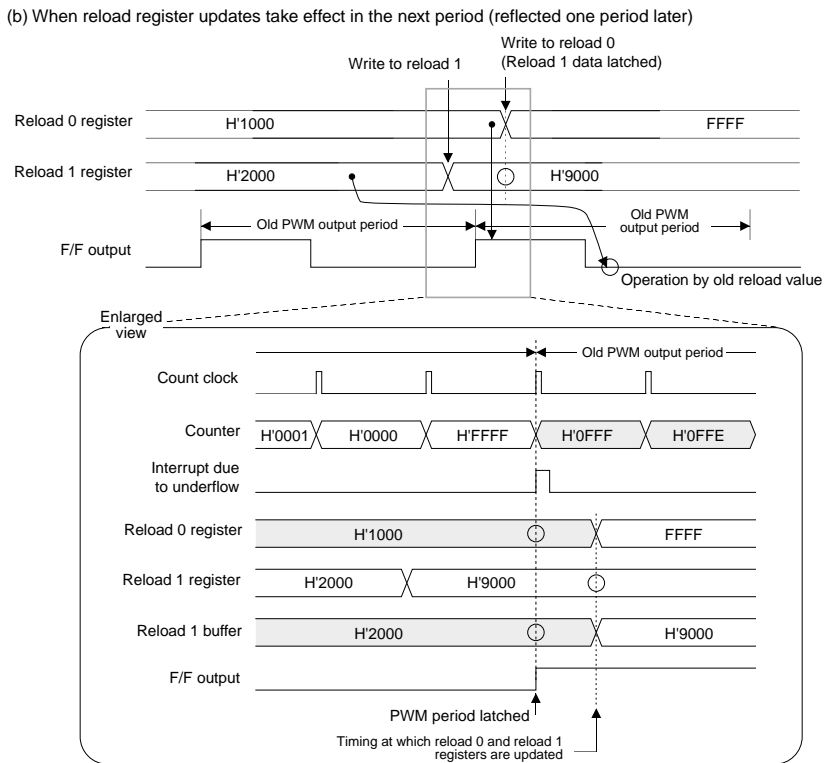 (b) When reload register updates take effect in the next period (reflected one period later)
Write to reload 0
(Reload 1 data latched)
Write to reload 1
Reload 0 register
H'1000
FFFF
Reload 1 register
H'2000
H'9000
Old PWM output period
Old PWM
output period
F/F output
Operation by old reload value
Enlarged
view
Old PWM output period
Count clock
Counter
H'0001
H'0000
H'FFFF
H'0FFF
H'0FFE
Interrupt due
to underflow
Reload 0 register
H'1000
FFFF
Reload 1 register
H'2000
H'9000
Reload 1 buffer
H'2000
H'9000
F/F output
PWM period latched
Timing at which reload 0 and reload 1
registers are updated